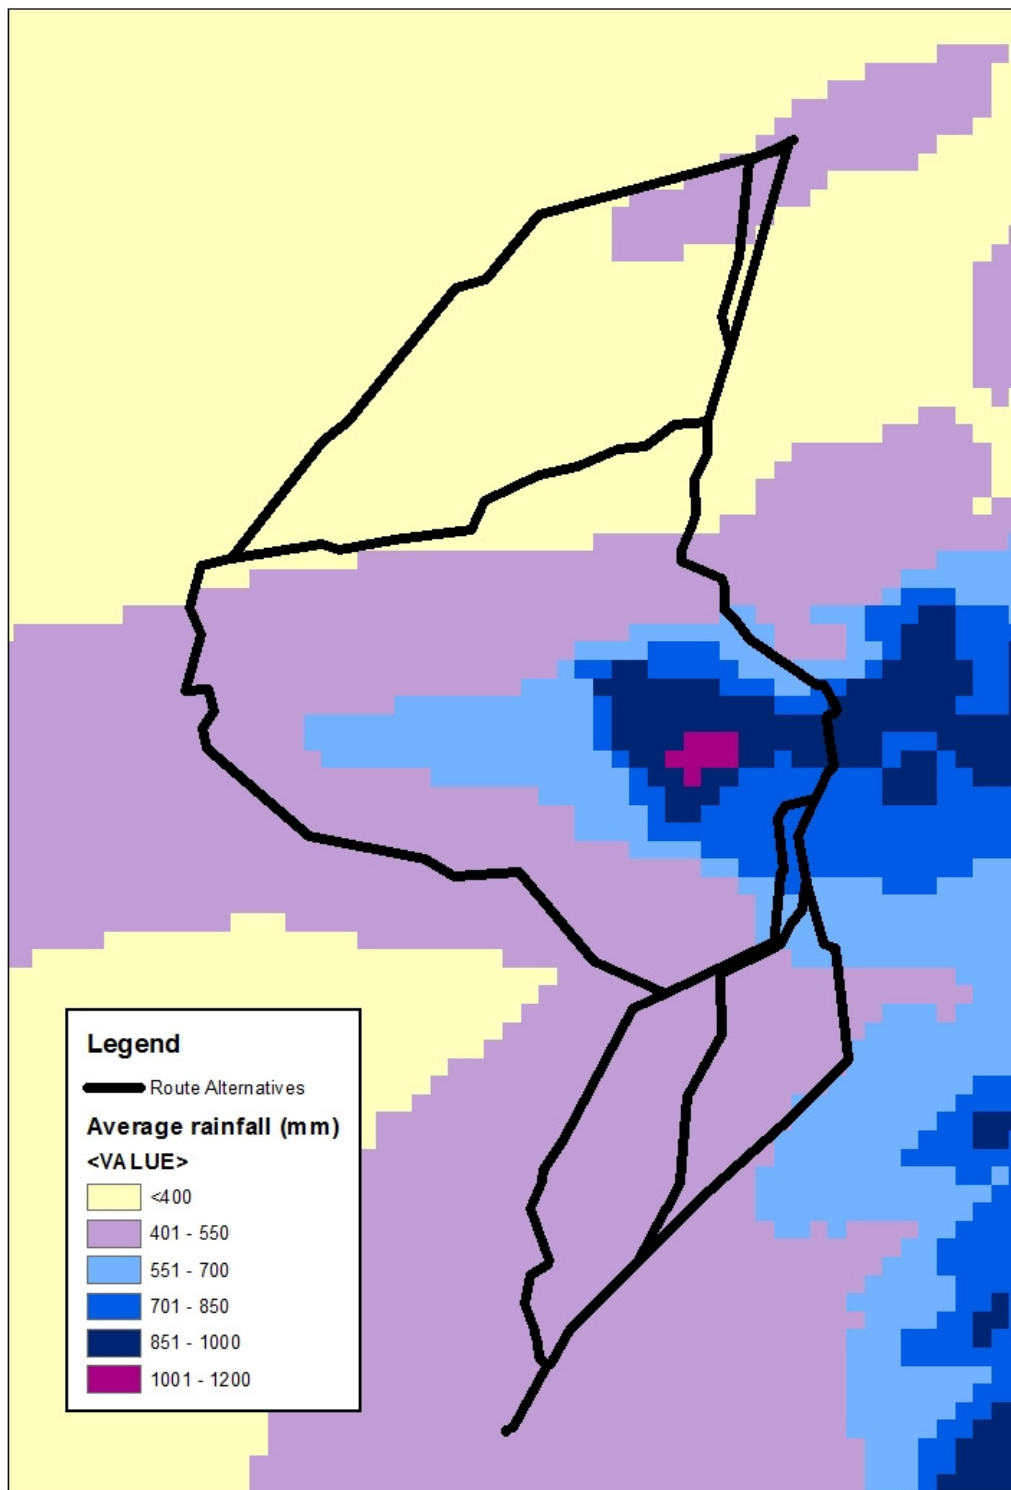 Legend
Route Alternatives
Average rainfall (mm)
<VALUE>
<400
401 - 550
551 - 700
701 - 850
851 - 1000
1001 - 1200